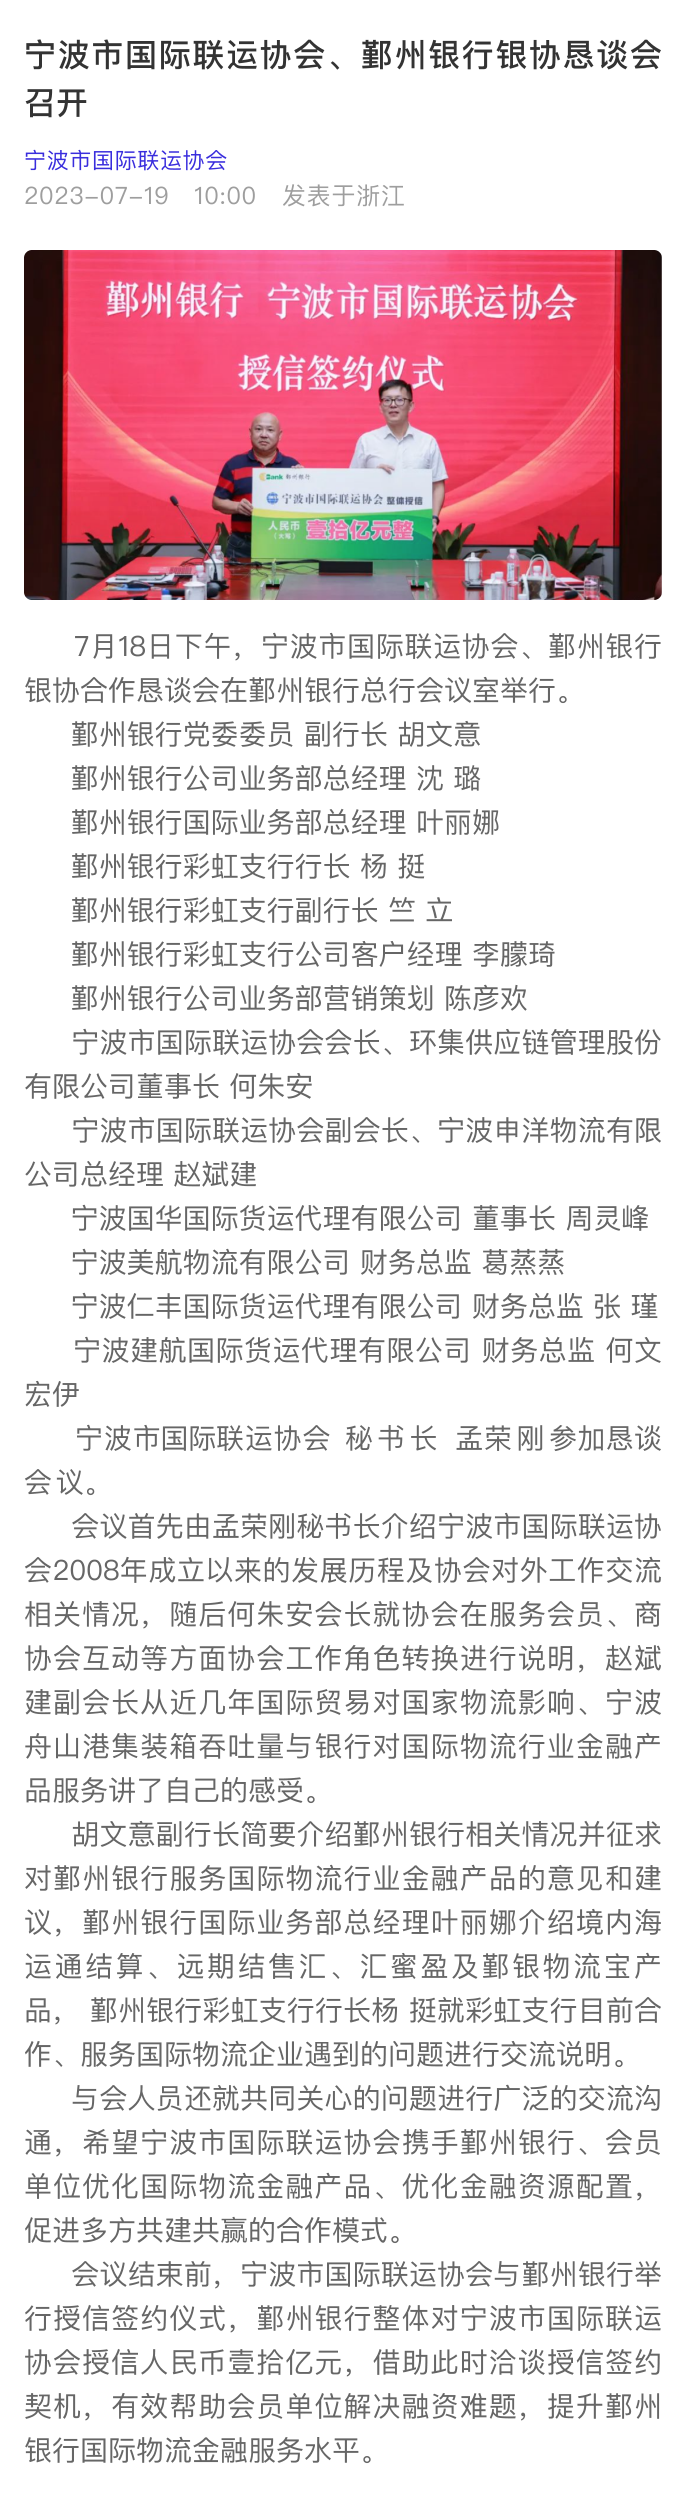 宁波市国际联运协会、鄞州银行银协恳谈会
召开
宁波市国际联运协会
2023-07-19 10:00 发表于浙江
鄞州银行 宁波市国际联运协会
授信签约仪式
Bank 鄞州银行
宁波市国际联运协会 整体授信
人民币
(大写)
壹拾亿元整
7月18日下午，宁波市国际联运协会、鄞州银行
银协合作恳谈会在鄞州银行总行会议室举行。
鄞州银行党委委员 副行长 胡文意
鄞州银行公司业务部总经理 沈 璐
鄞州银行国际业务部总经理 叶丽娜
鄞州银行彩虹支行行长 杨 挺
鄞州银行彩虹支行副行长 竺 立
鄞州银行彩虹支行公司客户经理 李朦琦
鄞州银行公司业务部营销策划 陈彦欢
宁波市国际联运协会会长、环集供应链管理股份
有限公司董事长 何朱安
宁波市国际联运协会副会长、宁波申洋物流有限
公司总经理 赵斌建
宁波国华国际货运代理有限公司 董事长 周灵峰
宁波美航物流有限公司 财务总监 葛蒸蒸
宁波仁丰国际货运代理有限公司 财务总监 张 瑾
宁波建航国际货运代理有限公司 财务总监 何文
宏伊
宁波市国际联运协会 秘书长 孟荣刚参加恳谈
会议。
会议首先由孟荣刚秘书长介绍宁波市国际联运协
会2008年成立以来的发展历程及协会对外工作交流
相关情况，随后何朱安会长就协会在服务会员、商
协会互动等方面协会工作角色转换进行说明，赵斌
建副会长从近几年国际贸易对国家物流影响、宁波
舟山港集装箱吞吐量与银行对国际物流行业金融产
品服务讲了自己的感受。
胡文意副行长简要介绍鄞州银行相关情况并征求
对鄞州银行服务国际物流行业金融产品的意见和建
议，鄞州银行国际业务部总经理叶丽娜介绍境内海
运通结算、远期结售汇、汇蜜盈及鄞银物流宝产
品， 鄞州银行彩虹支行行长杨 挺就彩虹支行目前合
作、服务国际物流企业遇到的问题进行交流说明。
与会人员还就共同关心的问题进行广泛的交流沟
通，希望宁波市国际联运协会携手鄞州银行、会员
单位优化国际物流金融产品、优化金融资源配置，
促进多方共建共赢的合作模式。
会议结束前，宁波市国际联运协会与鄞州银行举
行授信签约仪式，鄞州银行整体对宁波市国际联运
协会授信人民币壹拾亿元，借助此时洽谈授信签约
契机，有效帮助会员单位解决融资难题，提升鄞州
银行国际物流金融服务水平。